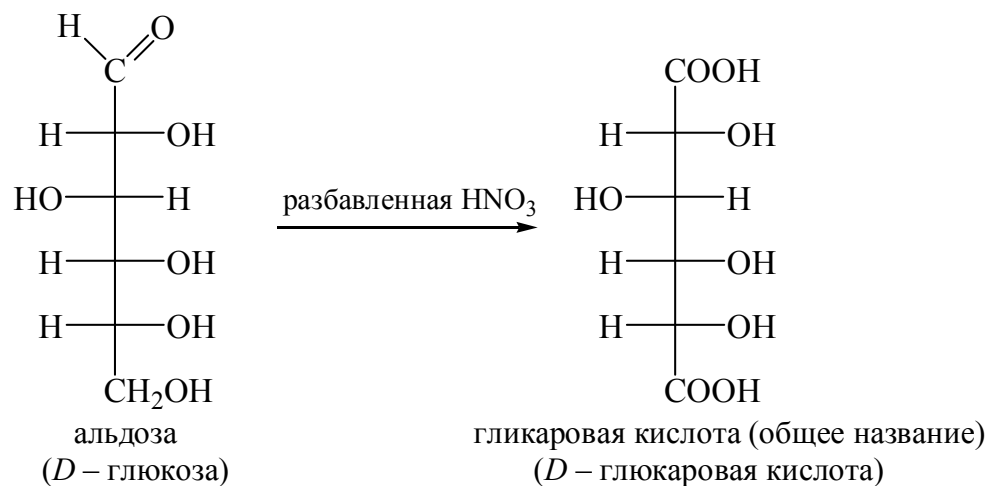 H O
C COOH
H OH H OH
HO H разбавленная HNO3 HO H
H OH H OH
H OH H OH
CH2OH COOH
альдоза гликаровая кислота (общее название)
(D – глюкоза) (D – глюкаровая кислота)